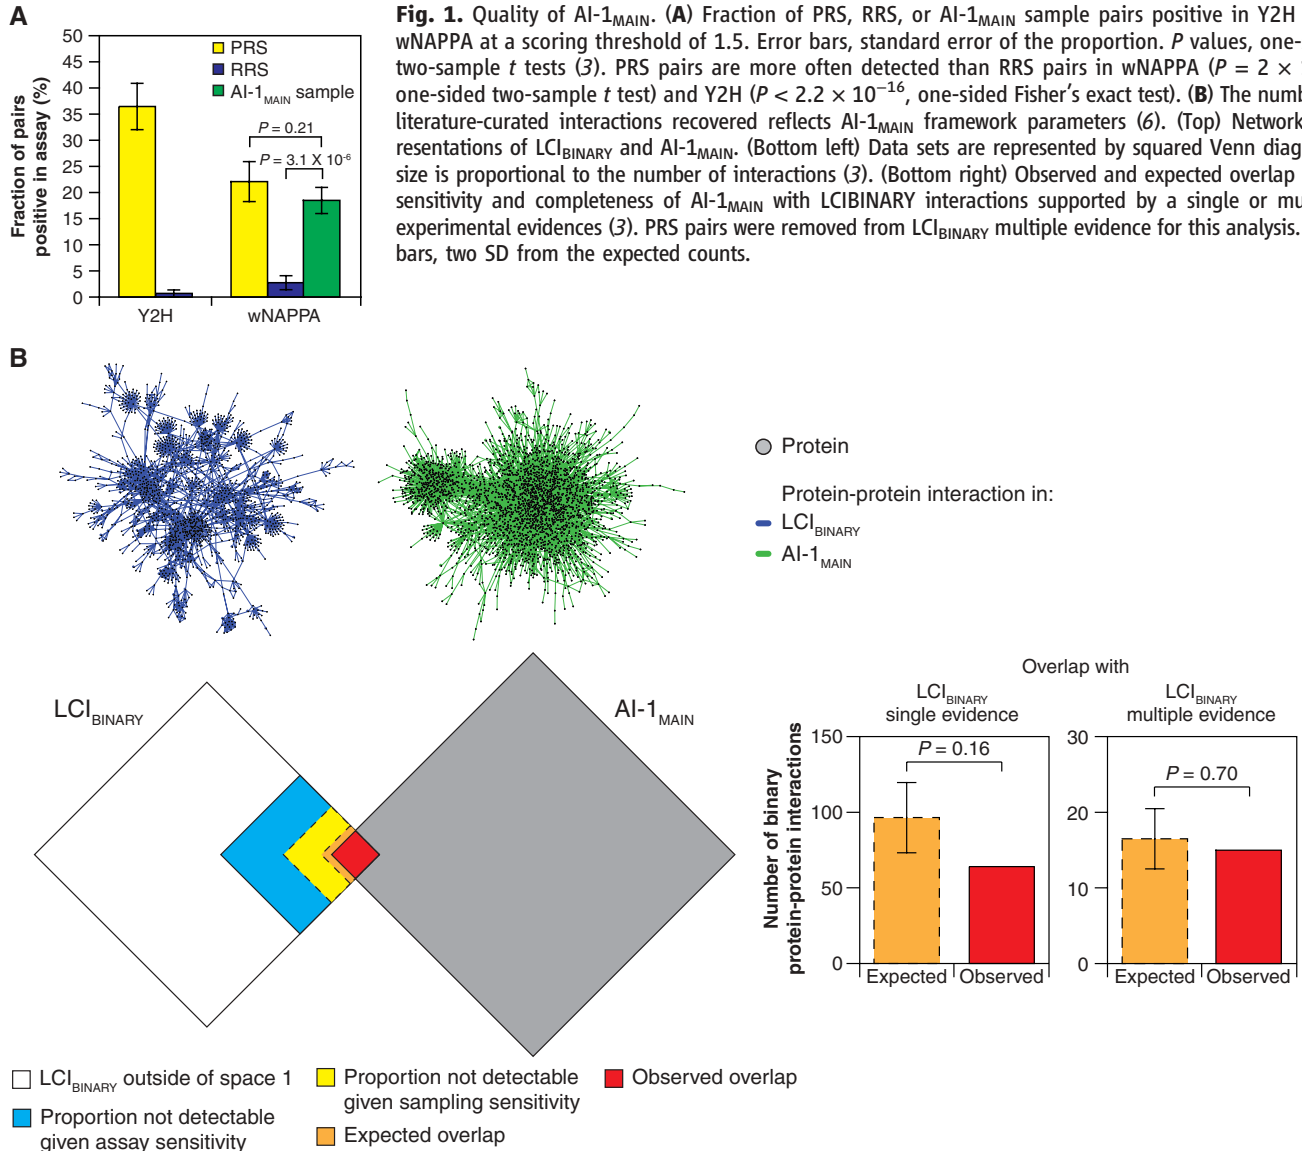 A
Fig. 1. Quality of AI-1MAIN. (A) Fraction of PRS, RRS, or AI-1MAIN sample pairs positive in Y2H
wNAPPA at a scoring threshold of 1.5. Error bars, standard error of the proportion. P values, one-
two-sample t tests (3). PRS pairs are more often detected than RRS pairs in wNAPPA (P = 2 ×
one-sided two-sample t test) and Y2H (P < 2.2 × 10−16, one-sided Fisher's exact test). (B) The numb
literature-curated interactions recovered reflects AI-1MAIN framework parameters (6). (Top) Network
resentations of LCIBINARY and AI-1MAIN. (Bottom left) Data sets are represented by squared Venn diag
size is proportional to the number of interactions (3). (Bottom right) Observed and expected overlap
sensitivity and completeness of AI-1MAIN with LCIBINARY interactions supported by a single or mu
experimental evidences (3). PRS pairs were removed from LCIBINARY multiple evidence for this analysis.
bars, two SD from the expected counts.
Fraction of pairs
positive in assay (%)
50
45
40
35
30
25
20
15
10
5
0
PRS
RRS
AI-1MAIN sample
P = 0.21
P = 3.1 X 10-6
Y2H
wNAPPA
B
Protein
Protein-protein interaction in:
LCIBINARY
AI-1MAIN
LCIBINARY
AI-1MAIN
Overlap with
LCIBINARY
single evidence
LCIBINARY
multiple evidence
Number of binary
protein-protein interactions
150
100
50
0
P = 0.16
Expected
Observed
30
20
10
0
P = 0.70
Expected
Observed
LCIBINARY outside of space 1
Proportion not detectable
given assay sensitivity
Proportion not detectable
given sampling sensitivity
Expected overlap
Observed overlap